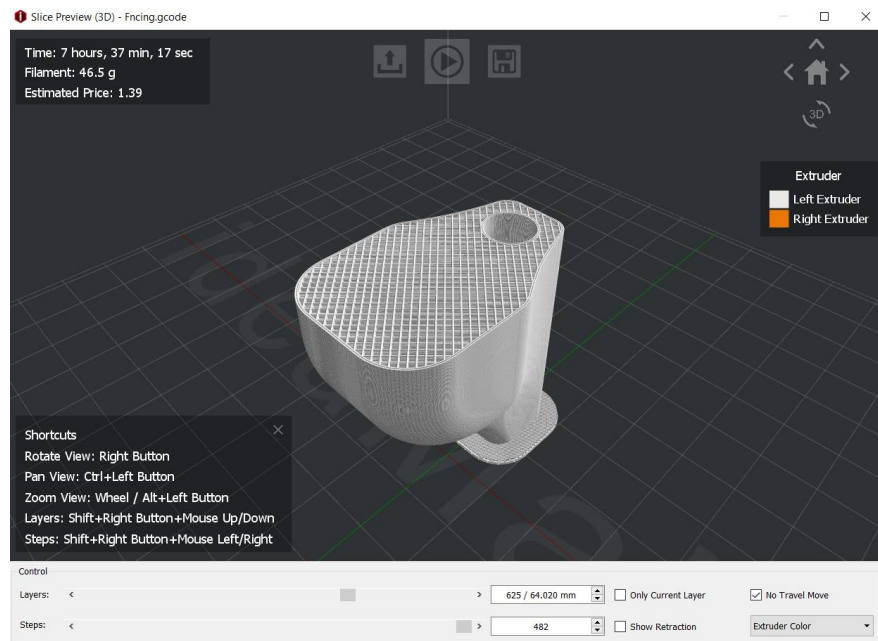 Slice Preview (3D) - Fncing.gcode
Time: 7 hours, 37 min, 17 sec
Filament: 46.5 g
Estimated Price: 1.39
3D
Extruder
Left Extruder
Right Extruder
Shortcuts
Rotate View: Right Button
Pan View: Ctrl+Left Button
Zoom View: Wheel / Alt+Left Button
Layers: Shift+Right Button+Mouse Up/Down
Steps: Shift+Right Button+Mouse Left/Right
Control
Layers:
625 / 64.020 mm
Only Current Layer
No Travel Move
Steps:
482
Show Retraction
Extruder Color